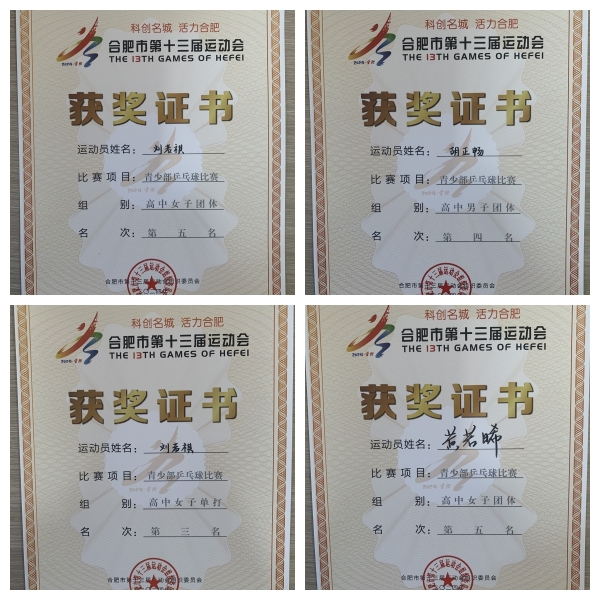 科创名城 活力合肥
合肥市第十三届运动会
THE 13TH GAMES OF HEFEI
获奖证书
运动员姓名：刘若祺
比赛项目：青少部乒乓球比赛
组 别：高中女子团体
名 次：第 五 名
科创名城 活力合肥
合肥市第十三届运动会
THE 13TH GAMES OF HEFEI
获奖证书
运动员姓名：胡正畅
比赛项目：青少部乒乓球比赛
组 别：高中男子团体
名 次：第 四 名
科创名城 活力合肥
合肥市第十三届运动会
THE 13TH GAMES OF HEFEI
获奖证书
运动员姓名：刘若祺
比赛项目：青少部乒乓球比赛
组 别：高中女子单打
名 次：第 三 名
科创名城 活力合肥
合肥市第十三届运动会
THE 13TH GAMES OF HEFEI
获奖证书
运动员姓名：黄若晞
比赛项目：青少部乒乓球比赛
组 别：高中女子团体
名 次：第 五 名